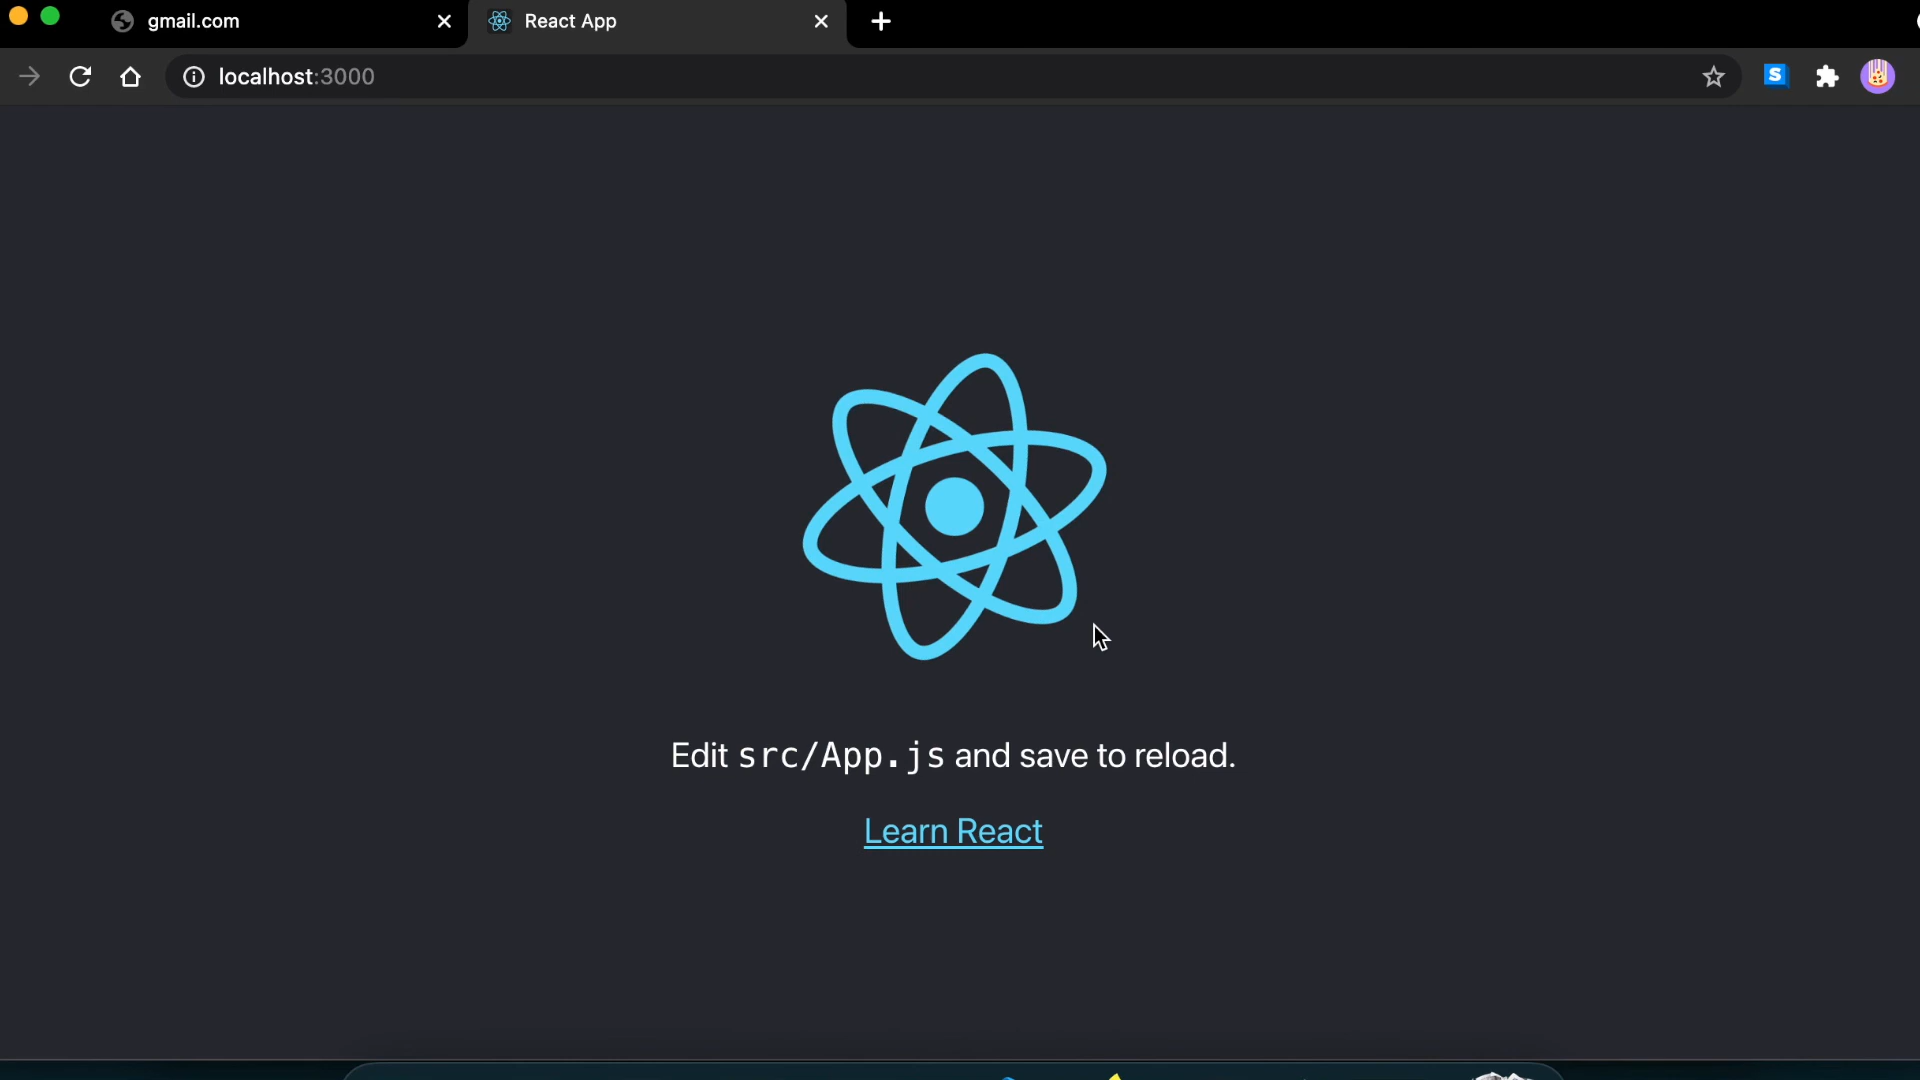 gmail.com
React App
localhost:3000
S
Edit src/App.js and save to reload.
Learn React